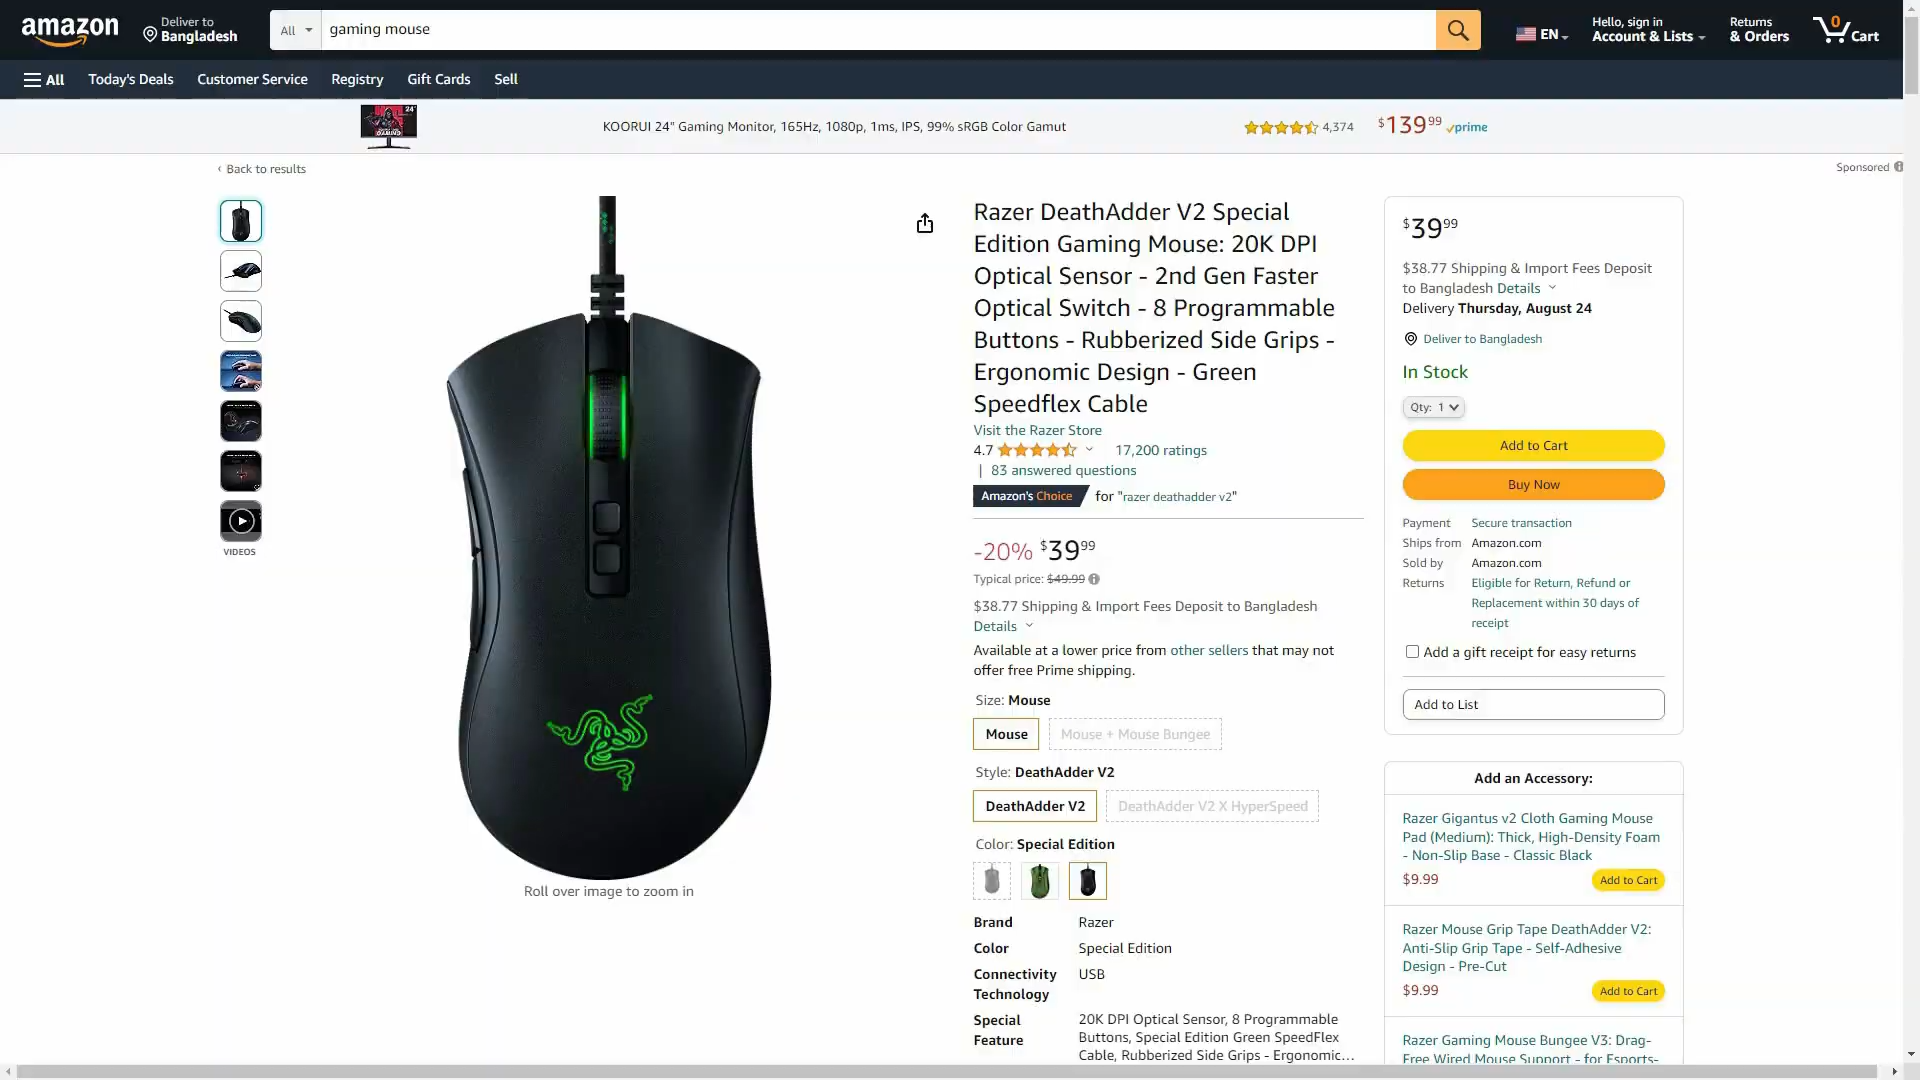 amazon
Deliver to
Bangladesh
All
gaming mouse
EN
Hello, sign in
Account & Lists
Returns
& Orders
0
Cart
All
Today's Deals
Customer Service
Registry
Gift Cards
Sell
24"
GAMING
KOORUI 24" Gaming Monitor, 165Hz, 1080p, 1ms, IPS, 99% sRGB Color Gamut
4,374
$139 99
prime
‹ Back to results
Sponsored
VIDEOS
Roll over image to zoom in
Razer DeathAdder V2 Special
Edition Gaming Mouse: 20K DPI
Optical Sensor - 2nd Gen Faster
Optical Switch - 8 Programmable
Buttons - Rubberized Side Grips -
Ergonomic Design - Green
Speedflex Cable
Visit the Razer Store
4.7
17,200 ratings
| 83 answered questions
Amazon's Choice for "razer deathadder v2"
-20% $39 99
Typical price: $49.99
$38.77 Shipping & Import Fees Deposit to Bangladesh
Details
Available at a lower price from other sellers that may not
offer free Prime shipping.
Size: Mouse
Mouse
Mouse + Mouse Bungee
Style: DeathAdder V2
DeathAdder V2
DeathAdder V2 X HyperSpeed
Color: Special Edition
Brand Razer
Color Special Edition
Connectivity USB
Technology
Special 20K DPI Optical Sensor, 8 Programmable
Feature Buttons, Special Edition Green SpeedFlex
Cable, Rubberized Side Grips - Ergonomic...
$39 99
$38.77 Shipping & Import Fees Deposit
to Bangladesh Details
Delivery Thursday, August 24
Deliver to Bangladesh
In Stock
Qty: 1
Add to Cart
Buy Now
Payment Secure transaction
Ships from Amazon.com
Sold by Amazon.com
Returns Eligible for Return, Refund or
Replacement within 30 days of
receipt
Add a gift receipt for easy returns
Add to List
Add an Accessory:
Razer Gigantus v2 Cloth Gaming Mouse
Pad (Medium): Thick, High-Density Foam
- Non-Slip Base - Classic Black
$9.99
Add to Cart
Razer Mouse Grip Tape DeathAdder V2:
Anti-Slip Grip Tape - Self-Adhesive
Design - Pre-Cut
$9.99
Add to Cart
Razer Gaming Mouse Bungee V3: Drag-
Free Wired Mouse Support - for Esports-